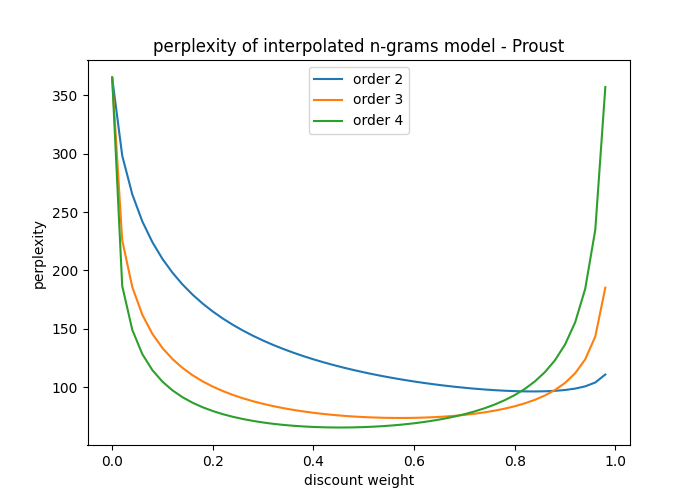 perplexity of interpolated n-grams model - Proust
order 2
order 3
order 4
350
300
250
200
150
100
perplexity
0.0 0.2 0.4 0.6 0.8 1.0
discount weight